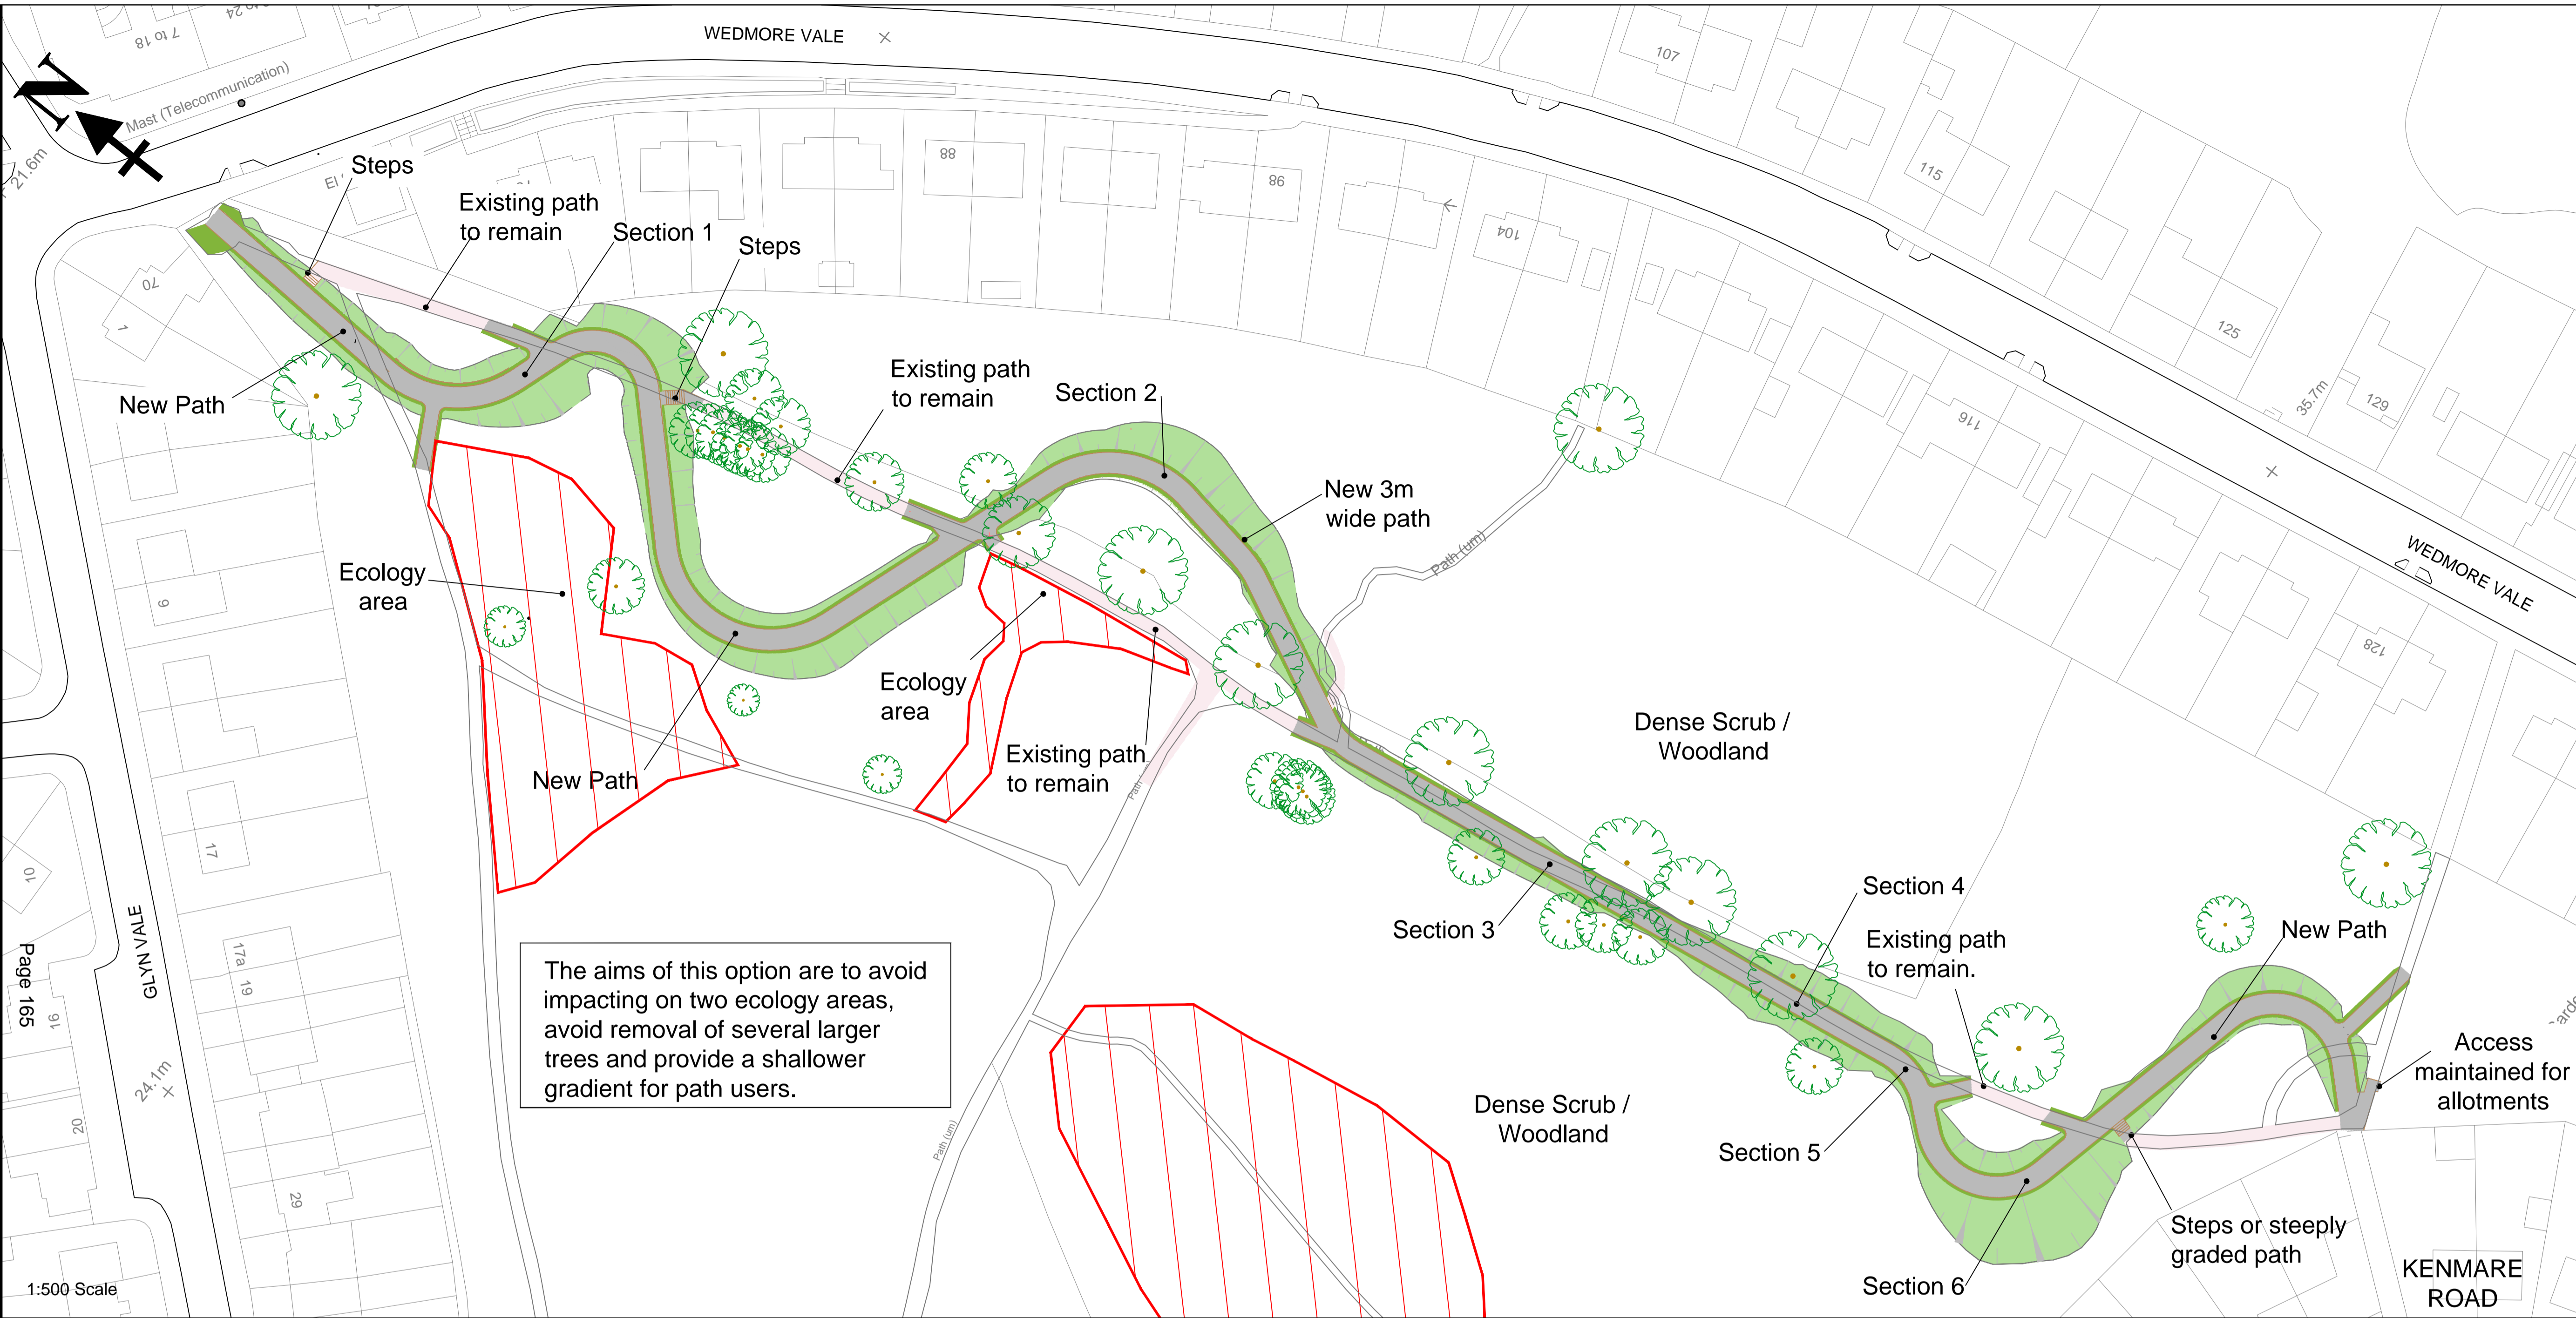 WEDMORE VALE
7 to 18
Mast (Telecommunication)
N
21.6m
107
88
98
104
115
125
35.7m
129
116
128
WEDMORE VALE
Steps
Existing path
to remain
Section 1
Steps
70
1
New Path
Existing path
to remain
Section 2
New 3m
wide path
Path (um)
Ecology
area
9
Ecology
area
Existing path
to remain
New Path
Path
Dense Scrub /
Woodland
17
10
GLYN VALE
17a
19
Page 165
16
24.1m
20
29
The aims of this option are to avoid
impacting on two ecology areas,
avoid removal of several larger
trees and provide a shallower
gradient for path users.
Path (um)
Section 3
Section 4
Existing path
to remain.
New Path
Access
maintained for
allotments
Dense Scrub /
Woodland
Section 5
Steps or steeply
graded path
Section 6
KENMARE
ROAD
1:500 Scale